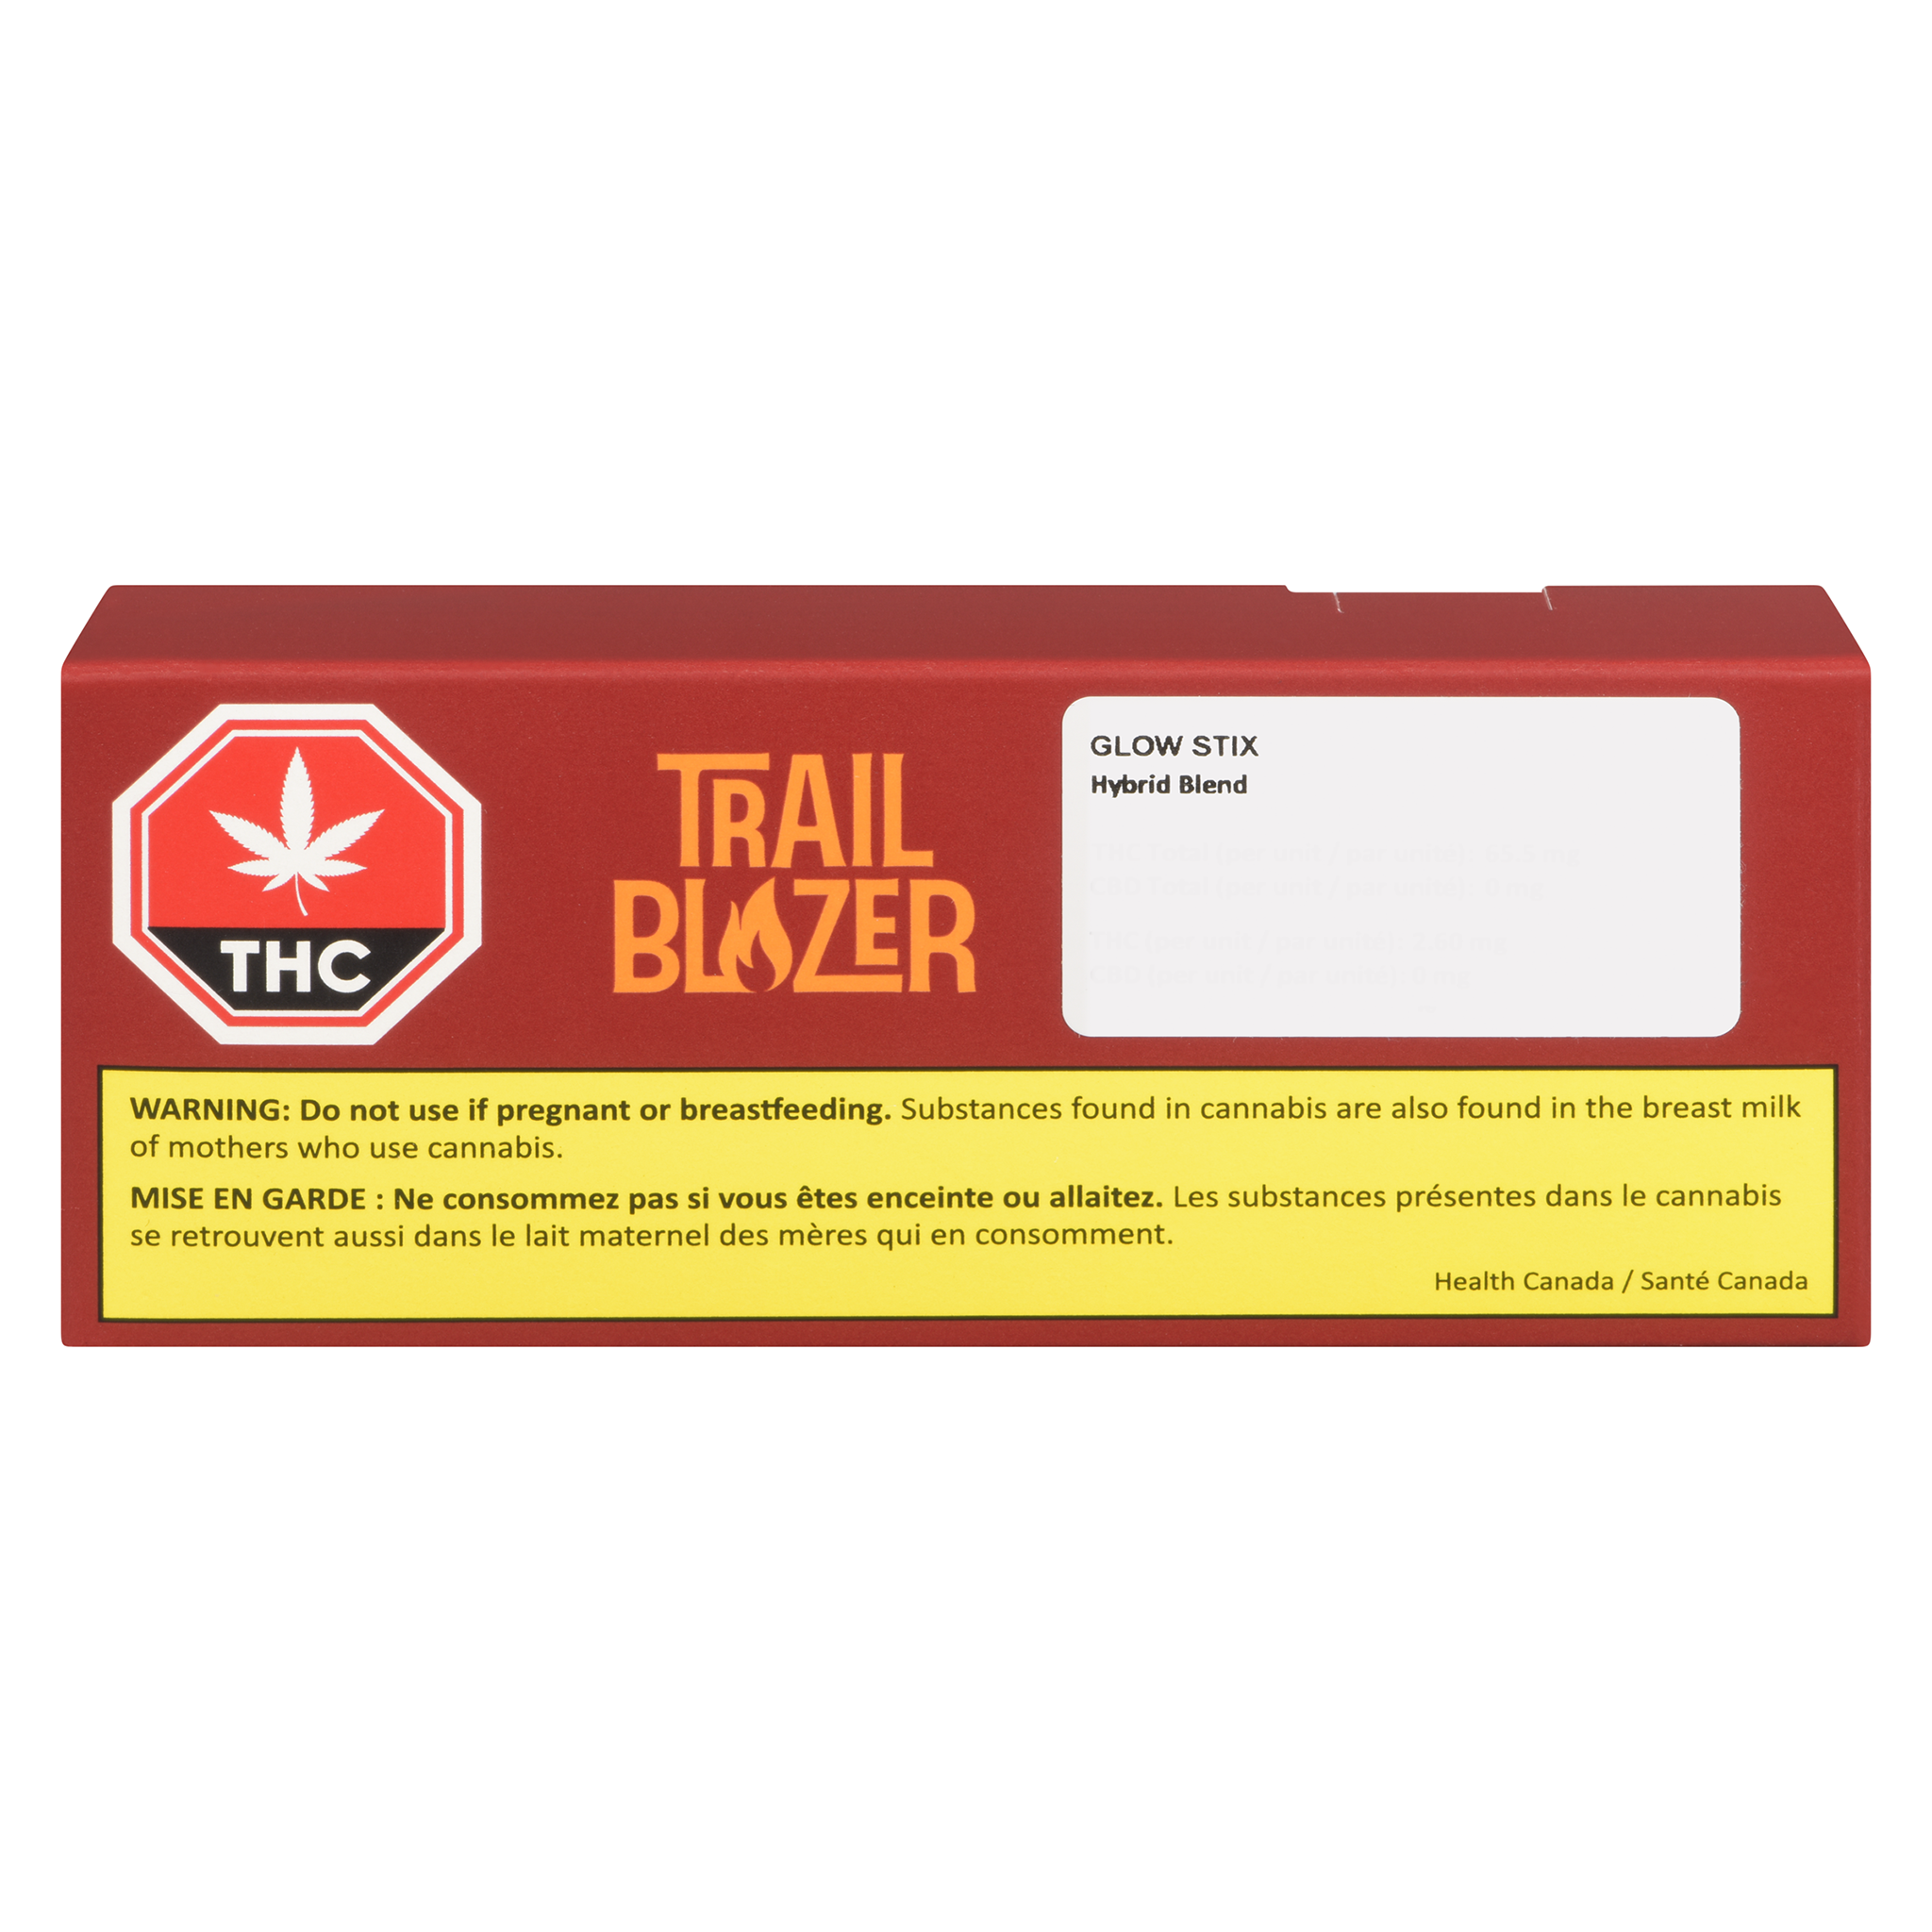 THC
TRAIL
BLAZER
GLOW STIX
Hybrid Blend
WARNING: Do not use if pregnant or breastfeeding. Substances found in cannabis are also found in the breast milk
of mothers who use cannabis.
MISE EN GARDE : Ne consommez pas si vous êtes enceinte ou allaitez. Les substances présentes dans le cannabis
se retrouvent aussi dans le lait maternel des mères qui en consomment.
Health Canada / Santé Canada